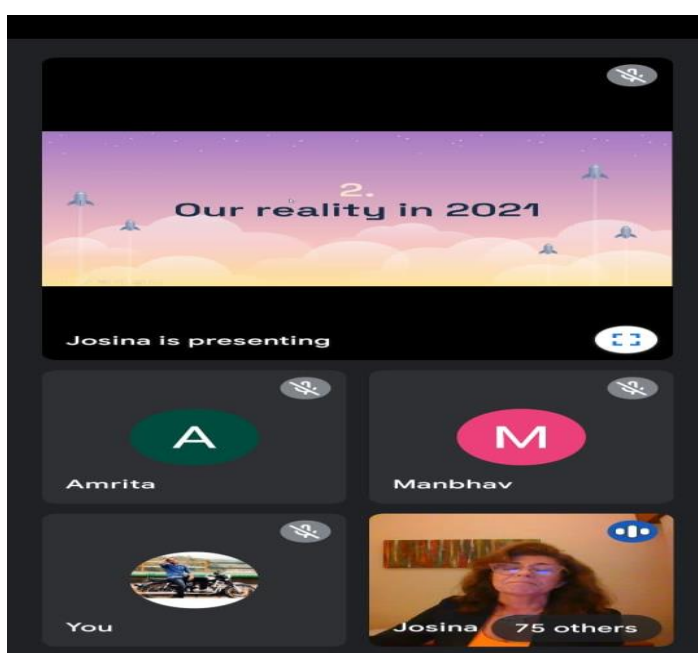 2.
Our reality in 2021
Josina is presenting
A
M
Amrita
Manbhav
You
Josina
75 others